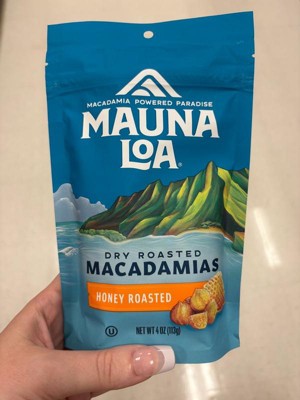 MACADAMIA POWERED PARADISE
MAUNA
LOA®
DRY ROASTED
MACADAMIAS
HONEY ROASTED
U
NET WT 4 OZ (113g)